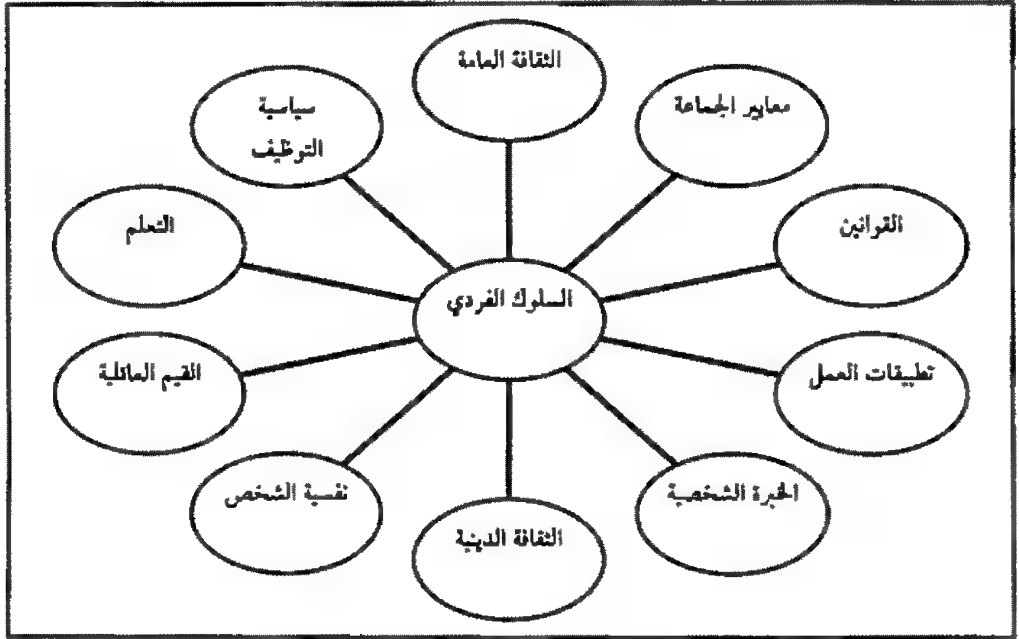 الثقافة العامة
معايير الجماعة
القوانين
تطبيقات العمل
الخبرة الشخصية
الثقافة الدينية
نفسية الشخص
القيم العائلية
التعلم
سياسية
التوظيف
السلوك الفردي